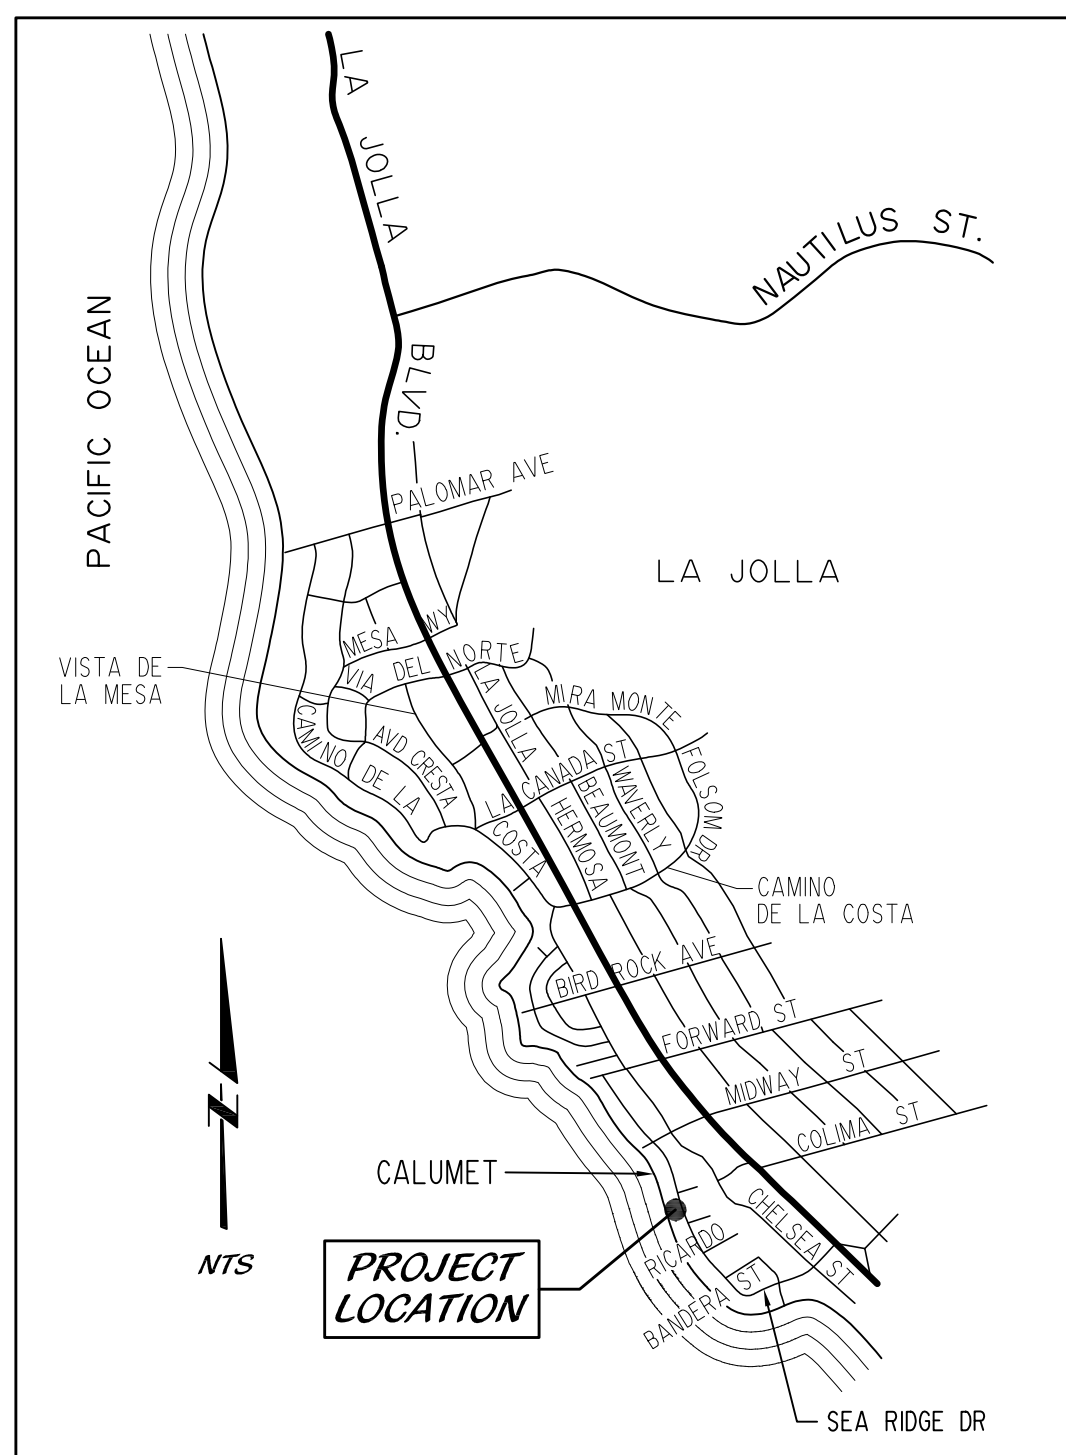 LA JOLLA BLVD.
NAUTILUS ST.
PACIFIC OCEAN
PALOMAR AVE
LA JOLLA
MESA WY
VISTA DE
LA MESA
VIA DEL NORTE
LA JOLLA
HERMOSA
MIRA MONTE
CAMINO DE LA COSTA
AVD CRESTA
LA CANADA ST
BEAUMONT
WAVERLY
FOLSOM DR
CAMINO
DE LA COSTA
BIRD ROCK AVE
FORWARD ST
MIDWAY ST
COLIMA ST
CALUMET
CHELSEA ST
RICARDO
NTS
N
PROJECT
LOCATION
BANDERA ST
SEA RIDGE DR